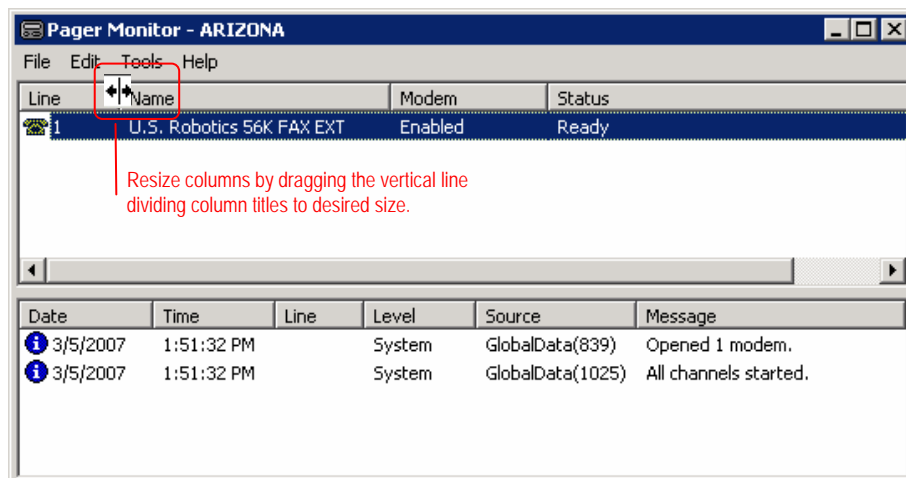 Pager Monitor - ARIZONA
File Edit Tools Help
Line Name Modem Status
1 U.S. Robotics 56K FAX EXT Enabled Ready
Resize columns by dragging the vertical line
dividing column titles to desired size.
Date Time Line Level Source Message
3/5/2007 1:51:32 PM System GlobalData(839) Opened 1 modem.
3/5/2007 1:51:32 PM System GlobalData(1025) All channels started.